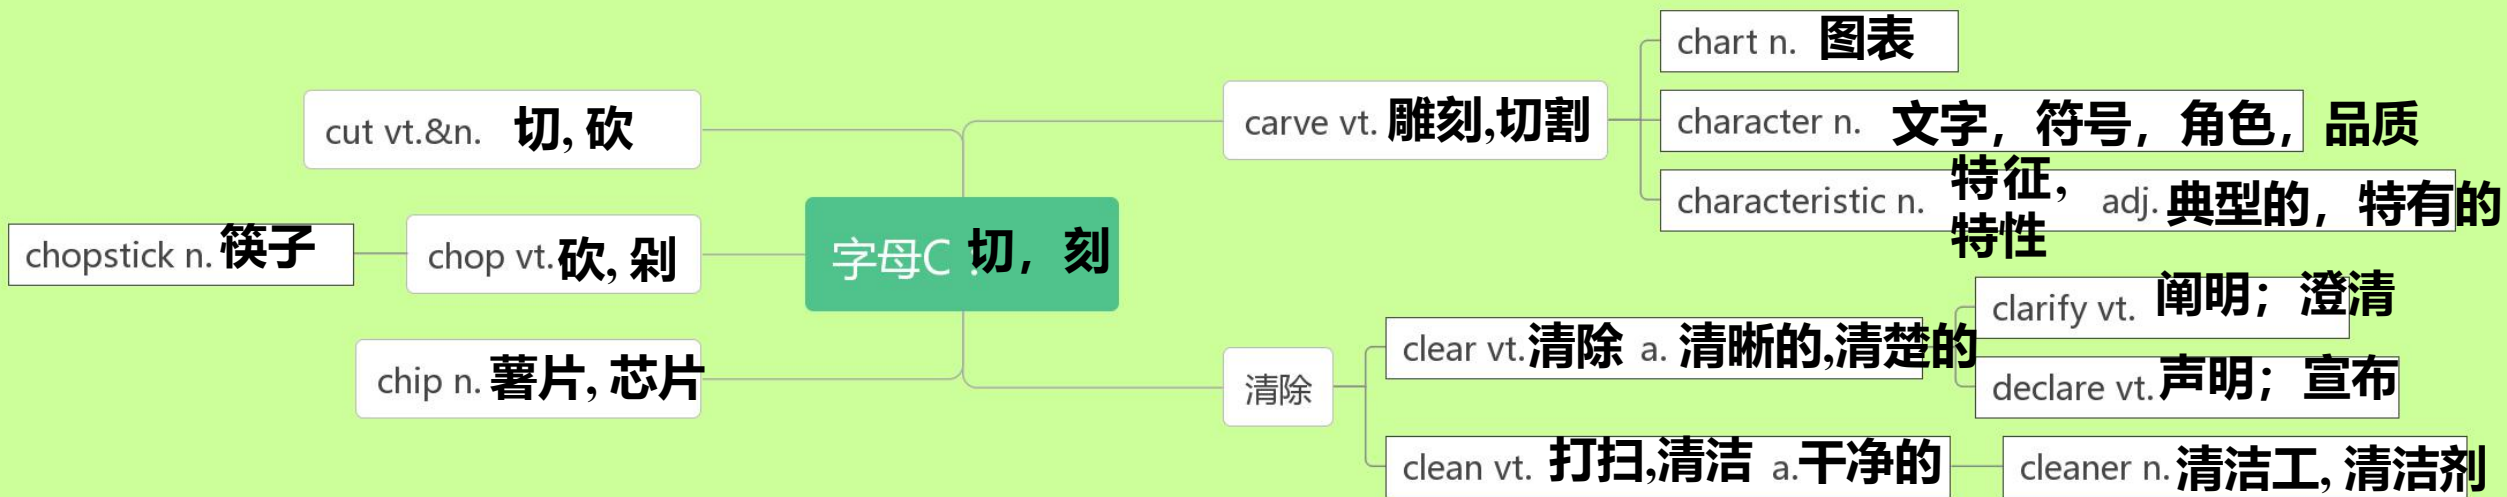 cut vt.&n. 切, 砍
chopstick n. 筷子
chop vt. 砍, 剁
chip n. 薯片, 芯片
字母C : 切，刻
carve vt. 雕刻,切割
chart n. 图表
character n. 文字，符号，角色，品质
characteristic n. 特征，特性 adj. 典型的，特有的
清除
clear vt. 清除 a. 清晰的,清楚的
clarify vt. 阐明；澄清
declare vt. 声明；宣布
clean vt. 打扫,清洁 a. 干净的
cleaner n. 清洁工, 清洁剂